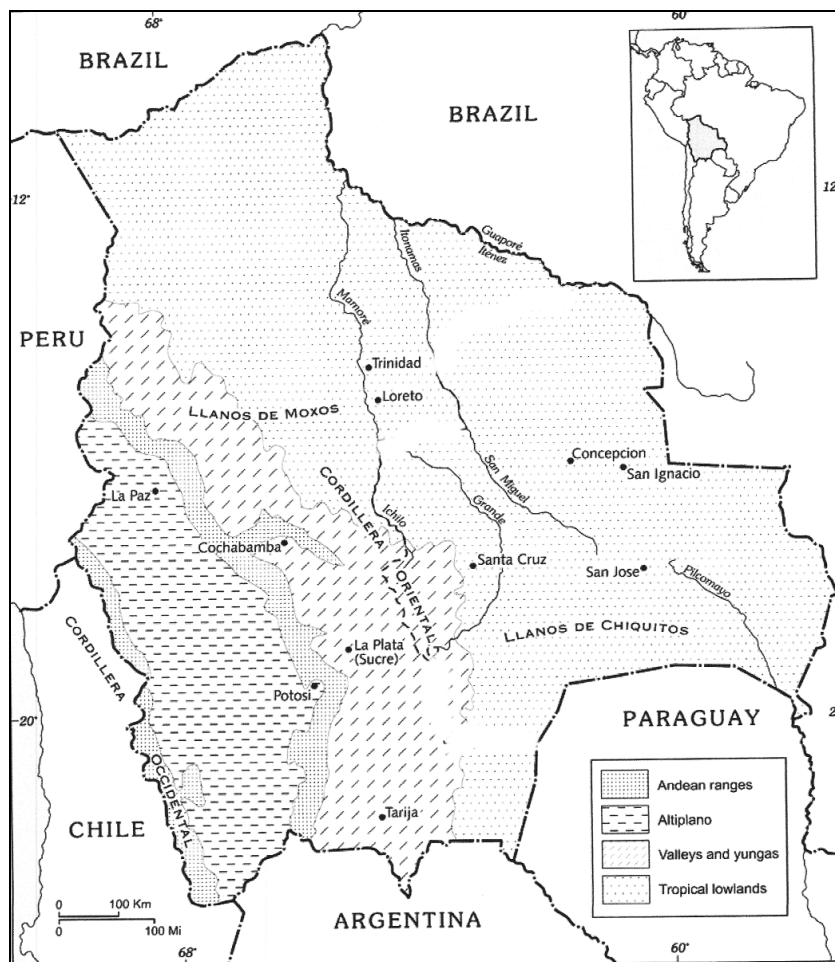 68°
60
BRAZIL
BRAZIL
12°
12
Guaporé
Itenez
Itonamas
Mamore
PERU
Trinidad
LLANOS DE MOXOS
Loreto
Concepcion
San Ignacio
CORDILLERA
San Miguel
La Paz
Grande
Ichilo
Cochabamba
Santa Cruz
San Jose
Pilcomayo
ORIENTAL
LLANOS DE CHIQUITOS
CORDILLERA
La Plata
(Sucre)
Potosi
20°
2
PARAGUAY
OCCIDENTAL
Andean ranges
Altiplano
Tarija
CHILE
Valleys and yungas
Tropical lowlands
0 100 Km
0 100 Mi
ARGENTINA
68°
60°